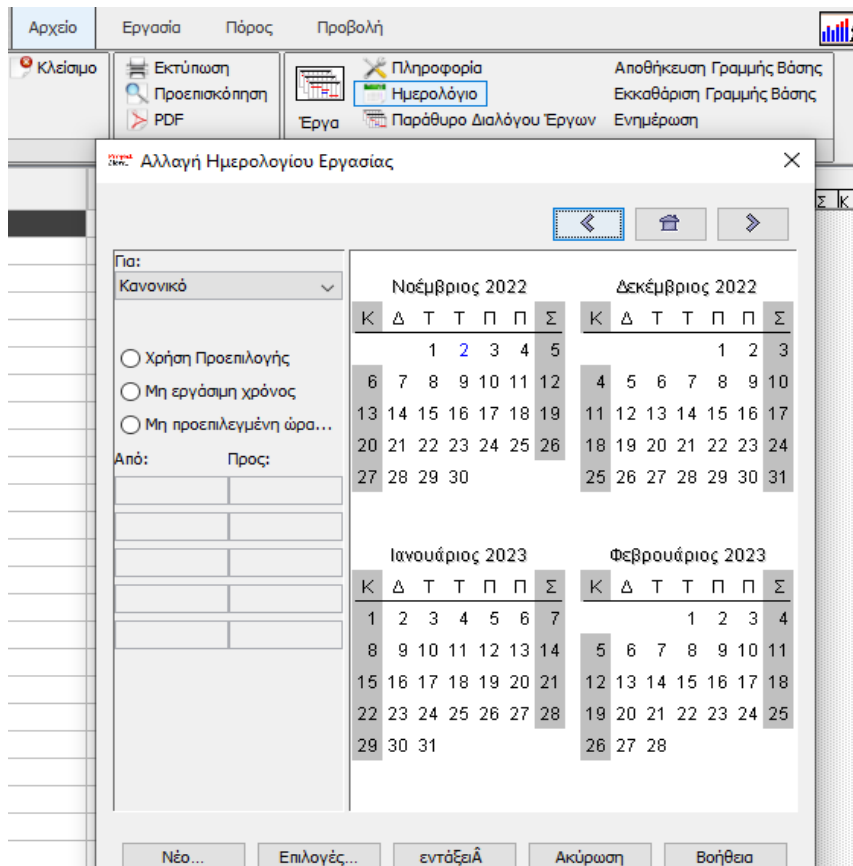 Αρχείο Εργασία Πόρος Προβολή
Κλείσιμο Εκτύπωση Πληροφορία Αποθήκευση Γραμμής Βάσης
Προεπισκόπηση Ημερολόγιο Εκκαθάριση Γραμμής Βάσης
PDF Έργα Παράθυρο Διαλόγου Έργων Ενημέρωση
Αλλαγή Ημερολογίου Εργασίας
Σ Κ
Για:
Κανονικό
Χρήση Προεπιλογής
Μη εργάσιμη χρόνος
Μη προεπιλεγμένη ώρα...
Από: Προς:
Νοέμβριος 2022
Κ Δ Τ Τ Π Π Σ
1 2 3 4 5
6 7 8 9 10 11 12
13 14 15 16 17 18 19
20 21 22 23 24 25 26
27 28 29 30
Δεκέμβριος 2022
Κ Δ Τ Τ Π Π Σ
1 2 3
4 5 6 7 8 9 10
11 12 13 14 15 16 17
18 19 20 21 22 23 24
25 26 27 28 29 30 31
Ιανουάριος 2023
Κ Δ Τ Τ Π Π Σ
1 2 3 4 5 6 7
8 9 10 11 12 13 14
15 16 17 18 19 20 21
22 23 24 25 26 27 28
29 30 31
Φεβρουάριος 2023
Κ Δ Τ Τ Π Π Σ
1 2 3 4
5 6 7 8 9 10 11
12 13 14 15 16 17 18
19 20 21 22 23 24 25
26 27 28
Νέο... Επιλογές... εντάξειÂ Ακύρωση Βοήθεια